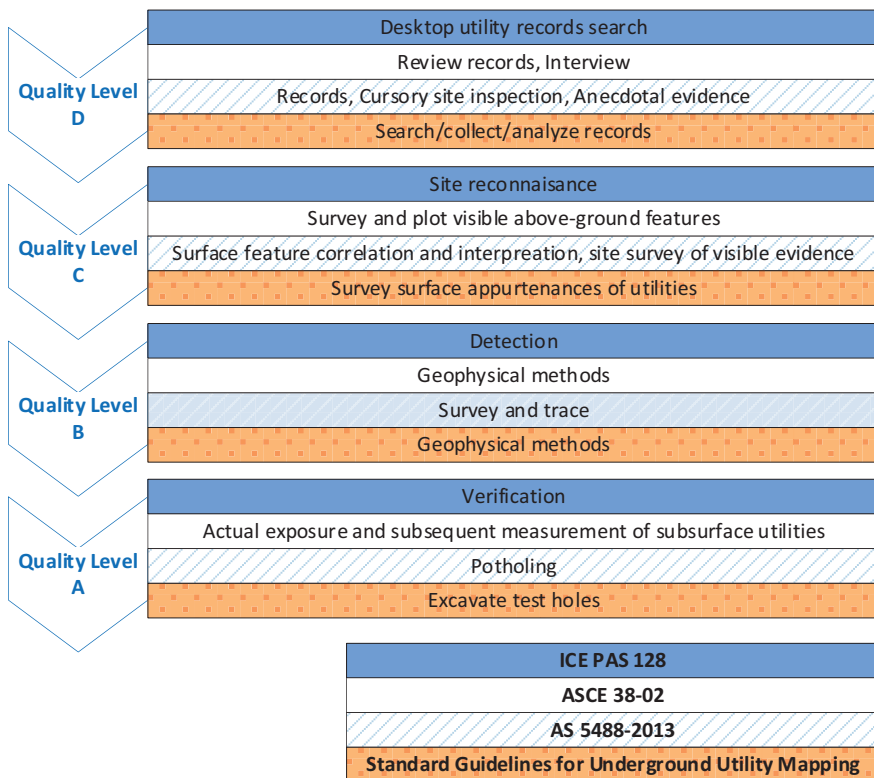 Desktop utility records search
Review records, Interview
Quality Level
D
Records, Cursory site inspection, Anecdotal evidence
Search/collect/analyze records
Site reconnaisance
Survey and plot visible above-ground features
Quality Level
C
Surface feature correlation and interpreation, site survey of visible evidence
Survey surface appurtenances of utilities
Detection
Geophysical methods
Quality Level
B
Survey and trace
Geophysical methods
Verification
Actual exposure and subsequent measurement of subsurface utilities
Quality Level
A
Potholing
Excavate test holes
ICE PAS 128
ASCE 38-02
AS 5488-2013
Standard Guidelines for Underground Utility Mapping